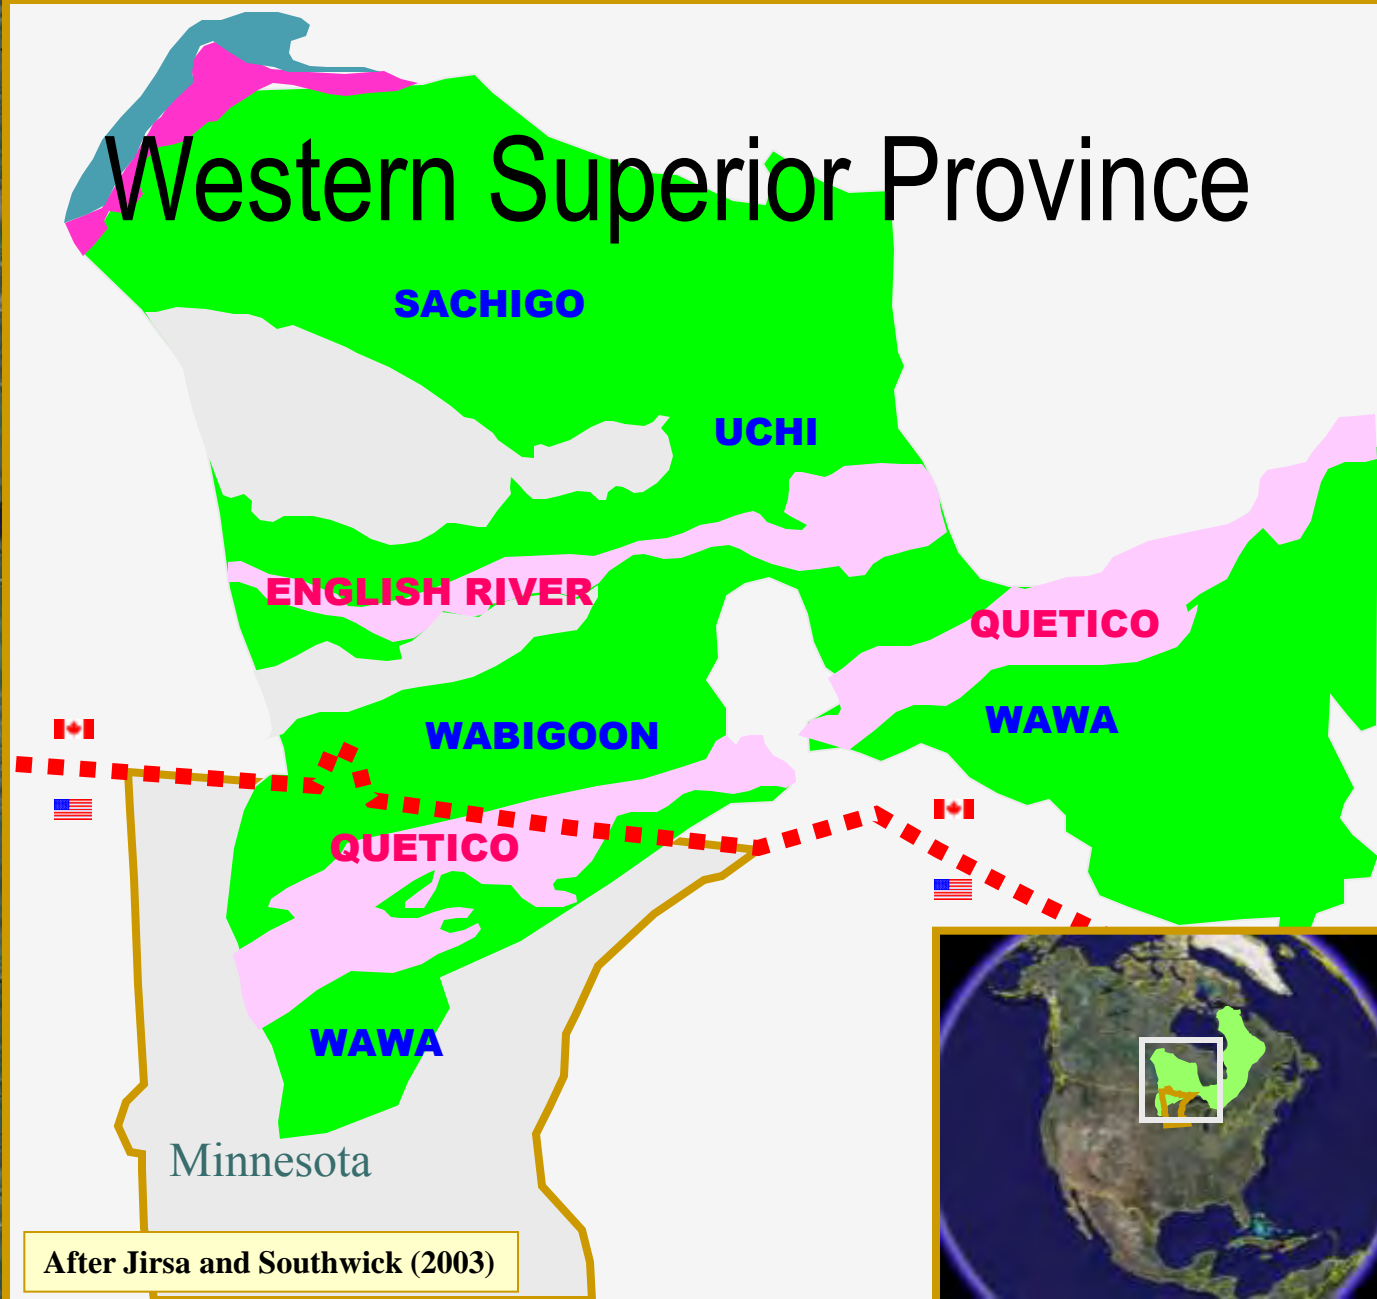 Western Superior Province
SACHIGO
UCHI
ENGLISH RIVER
QUETICO
WABIGOON
WAWA
QUETICO
WAWA
Minnesota
After Jirsa and Southwick (2003)